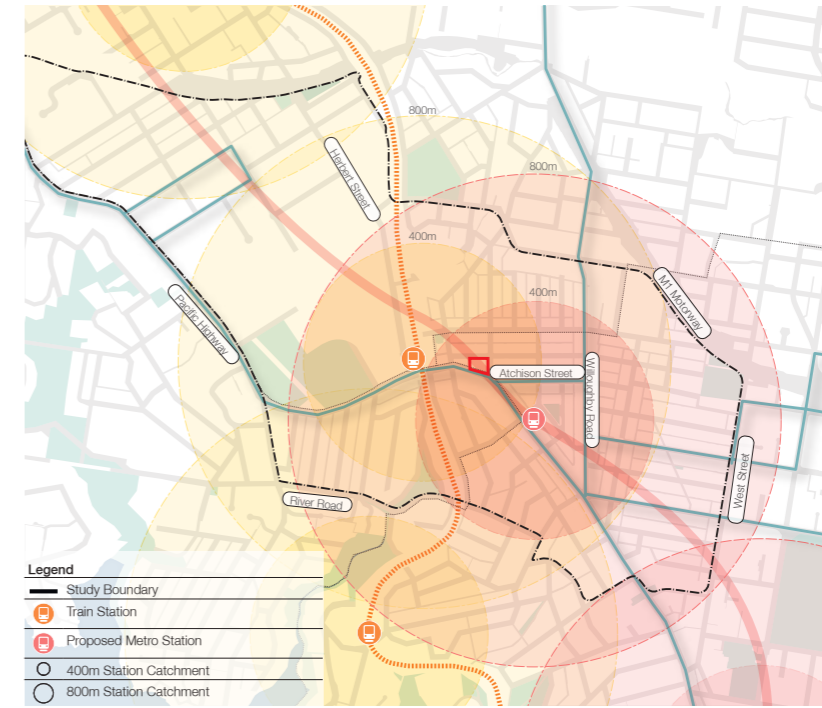 800m
800m
Herbert Street
400m
400m
M1 Motorway
Pacific Highway
Atchison Street
Willoughby Road
West Street
River Road
Legend
Study Boundary
Train Station
Proposed Metro Station
400m Station Catchment
800m Station Catchment